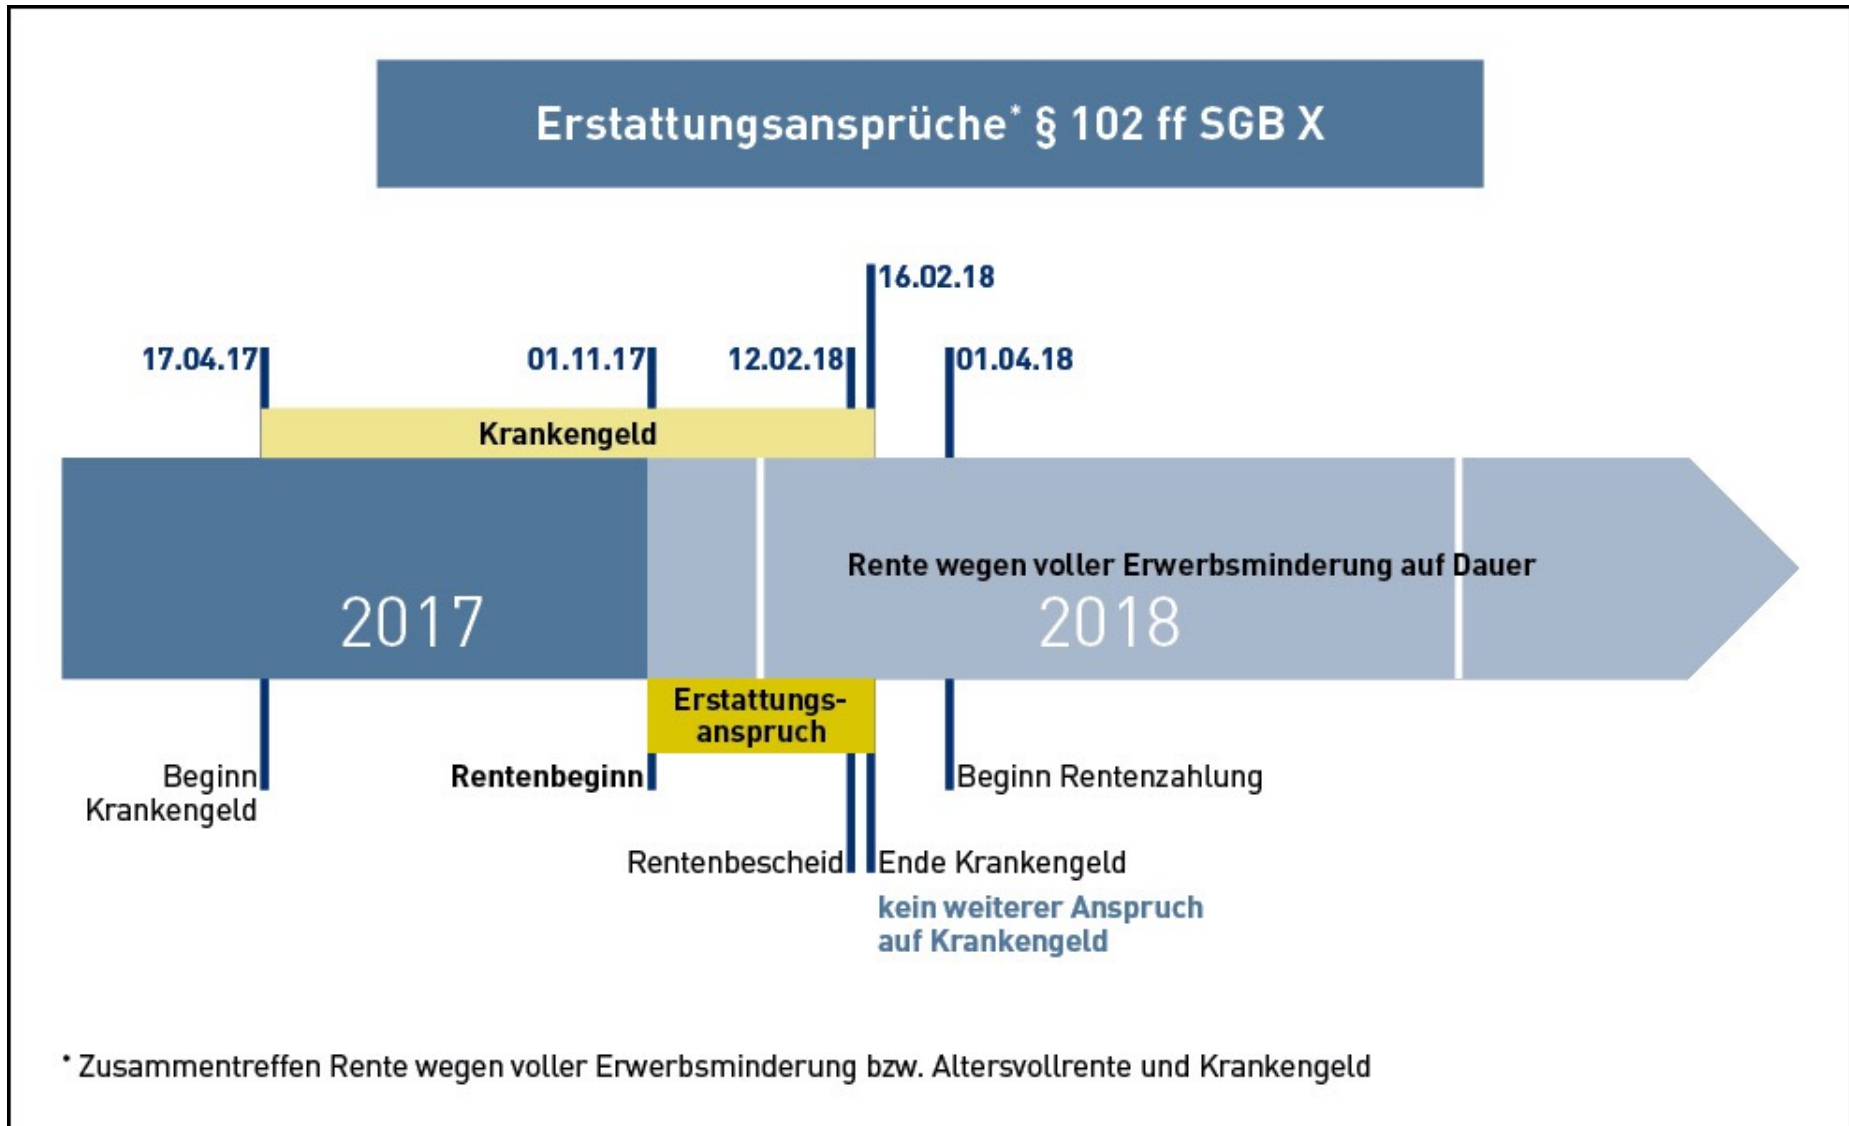 Erstattungsansprüche* § 102 ff SGB X
16.02.18
17.04.17
01.11.17
12.02.18
01.04.18
Krankengeld
Rente wegen voller Erwerbsminderung auf Dauer
2017
2018
Erstattungs-
anspruch
Beginn
Krankengeld
Rentenbeginn
Beginn Rentenzahlung
Rentenbescheid
Ende Krankengeld
kein weiterer Anspruch
auf Krankengeld
* Zusammentreffen Rente wegen voller Erwerbsminderung bzw. Altersvollrente und Krankengeld